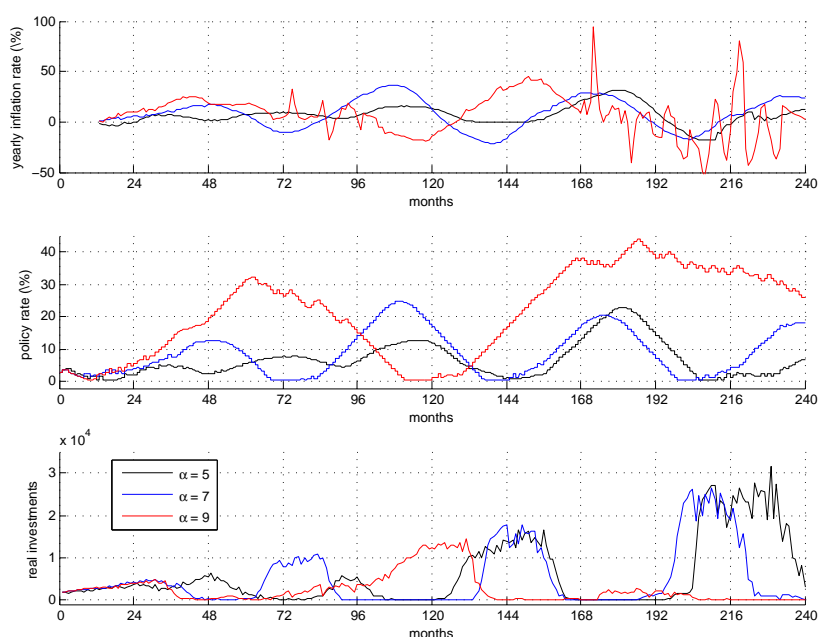 100
50
0
−50
yearly inflation rate (\%)
0 24 48 72 96 120 144 168 192 216 240
months
40
30
20
10
0
policy rate (\%)
0 24 48 72 96 120 144 168 192 216 240
months
x 10^4
3
2
1
0
real investments
α = 5
α = 7
α = 9
0 24 48 72 96 120 144 168 192 216 240
months